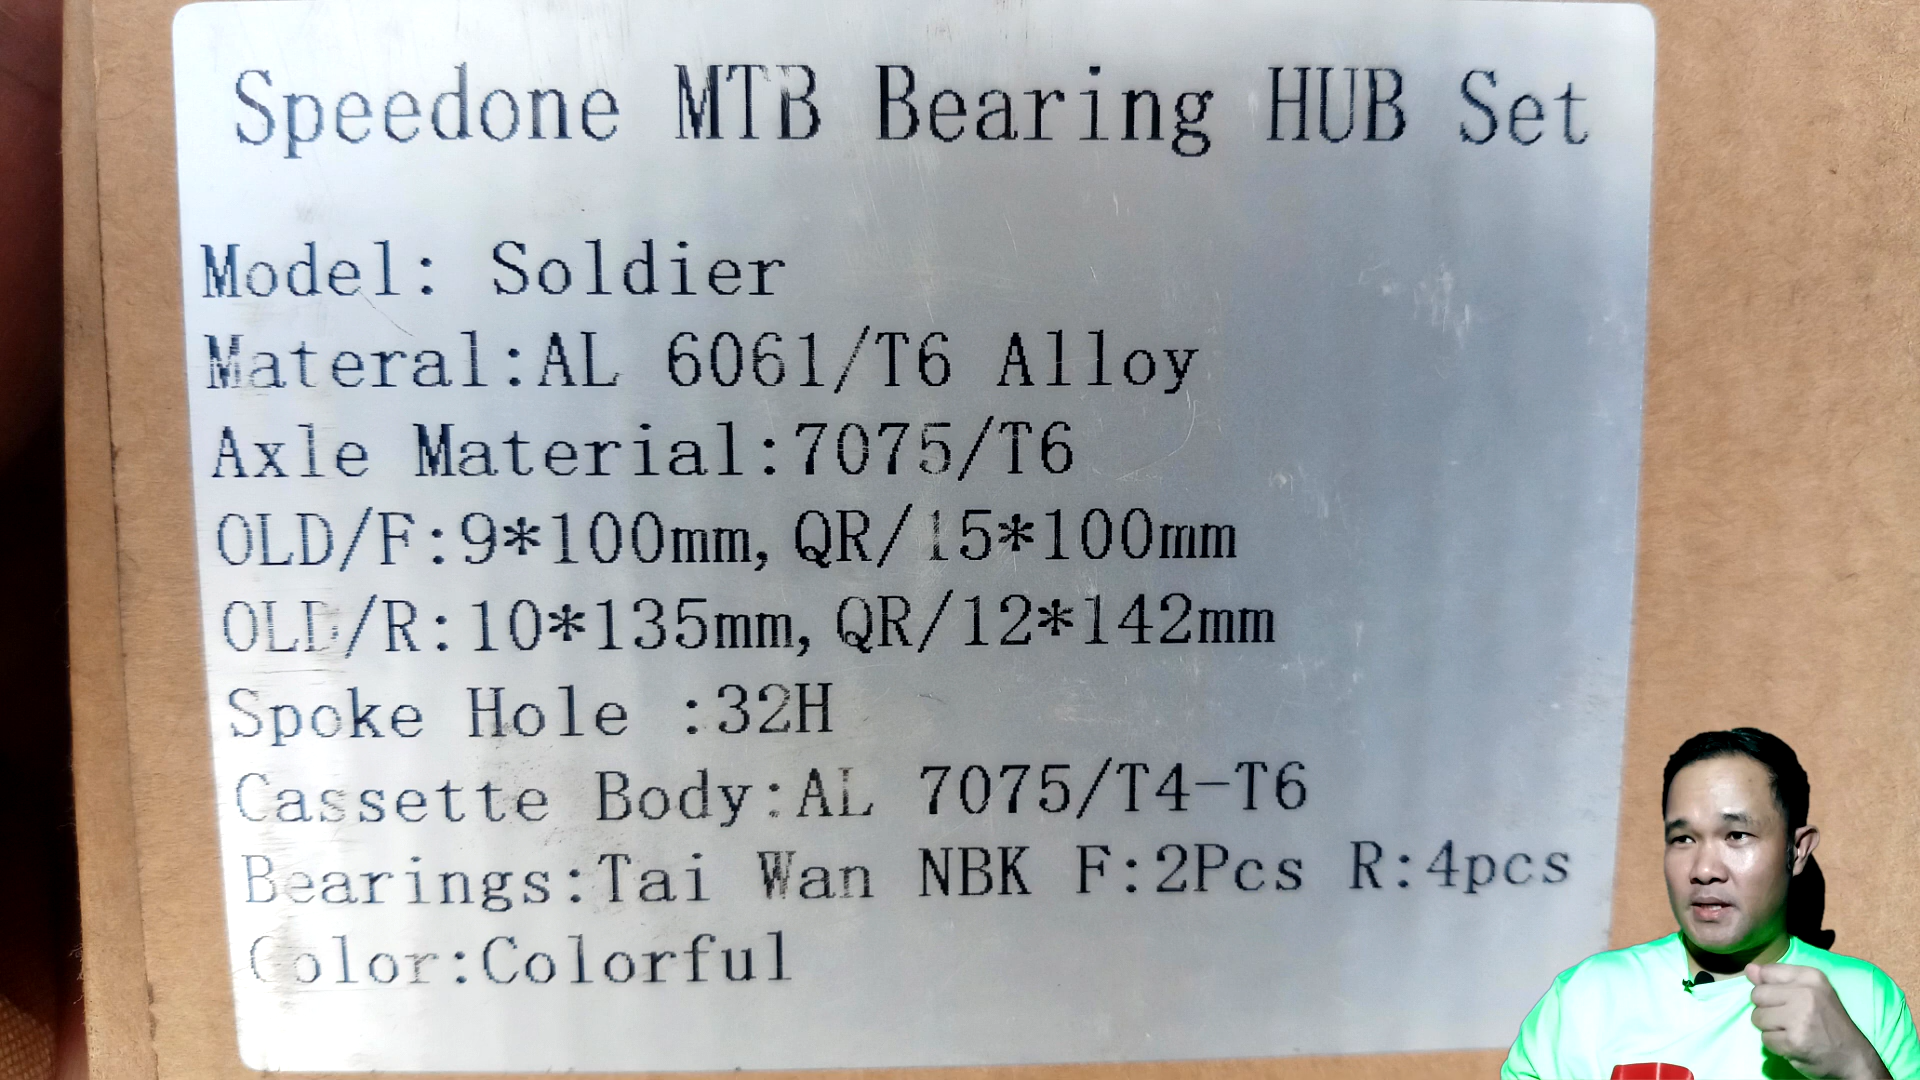 Speedone MTB Bearing HUB Set
Model: Soldier
Materal:AL 6061/T6 Alloy
Axle Material:7075/T6
OLD/F:9*100mm,QR/15*100mm
OLD/R:10*135mm,QR/12*142mm
Spoke Hole :32H
Cassette Body:AL 7075/T4-T6
Bearings:Tai Wan NBK F:2Pcs R:4pcs
Color:Colorful